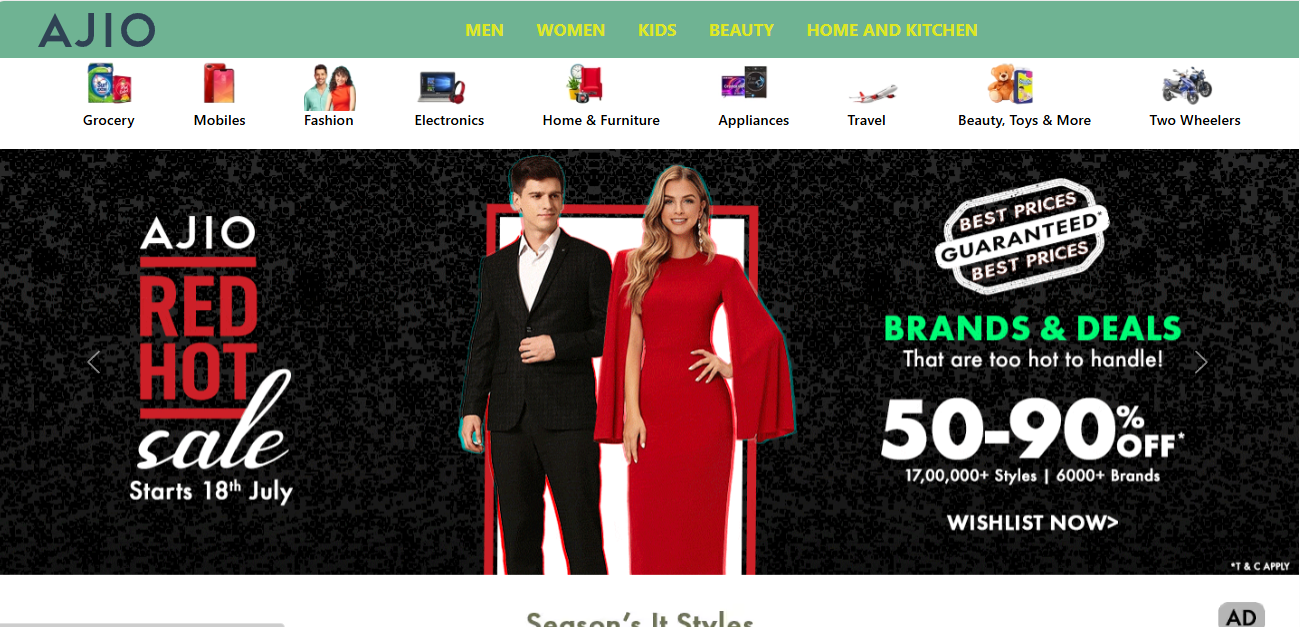 AJIO
MEN WOMEN KIDS BEAUTY HOME AND KITCHEN
Grocery Mobiles Fashion Electronics Home & Furniture Appliances Travel Beauty, Toys & More Two Wheelers
AJIO
RED
HOT
sale
Starts 18th July
BEST PRICES
GUARANTEED*
BEST PRICES
BRANDS & DEALS
That are too hot to handle!
50-90% OFF*
17,00,000+ Styles | 6000+ Brands
WISHLIST NOW>
*T & C APPLY
Season's It Styles
AD